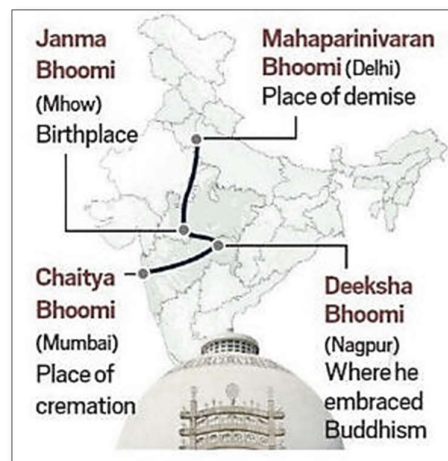 Janma
Bhoomi
(Mhow)
Birthplace
Mahaparinivaran
Bhoomi (Delhi)
Place of demise
Chaitya
Bhoomi
(Mumbai)
Place of
cremation
Deeksha
Bhoomi
(Nagpur)
Where he
embraced
Buddhism